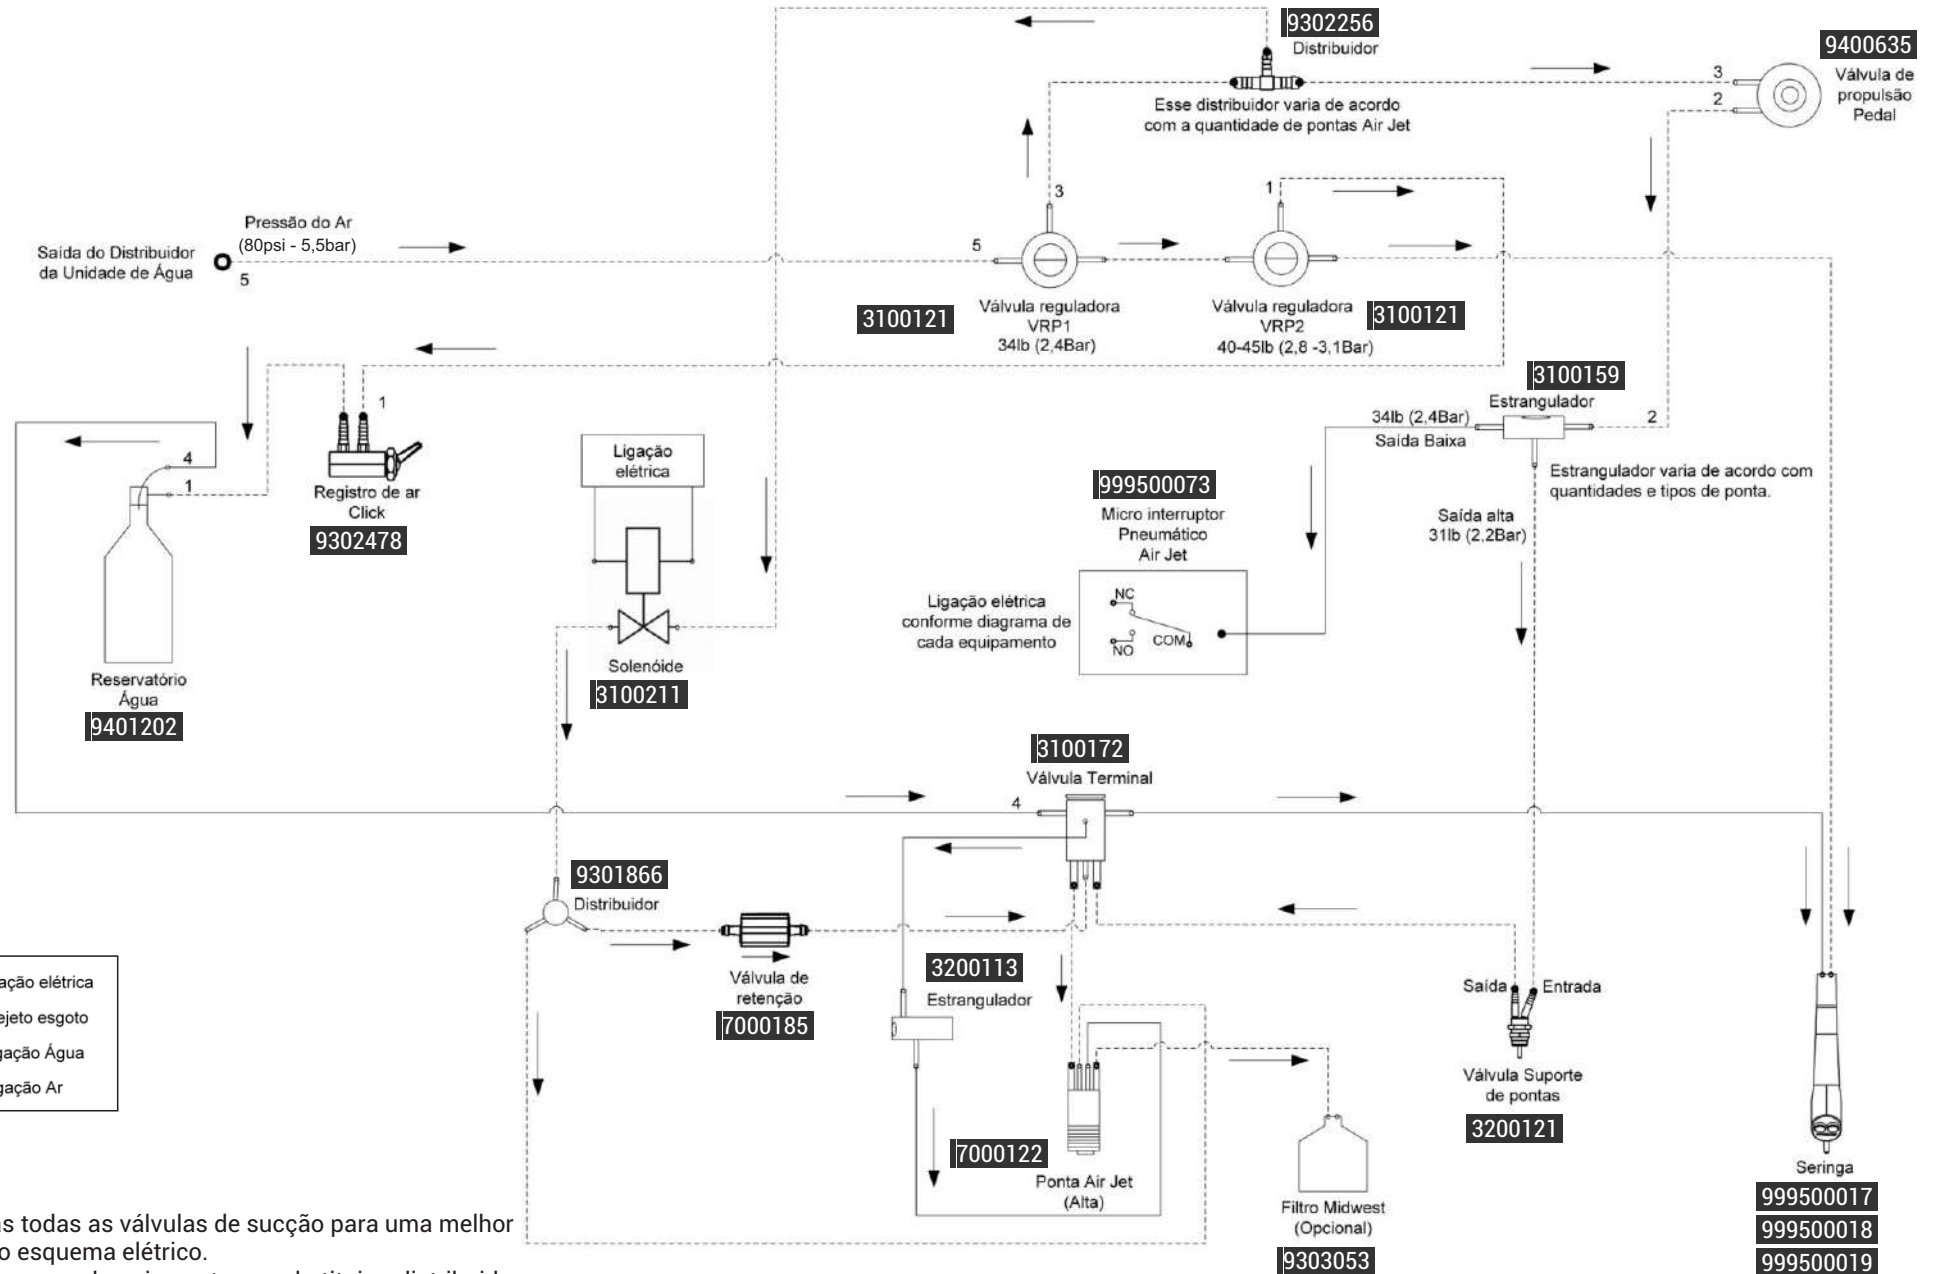 9302256
Distribuidor
9400635
Válvula de
propulsão
Pedal
3
2
Esse distribuidor varia de acordo
com a quantidade de pontas Air Jet
3
1
Pressão do Ar
(80psi - 5,5bar)
Saída do Distribuidor
da Unidade de Água
5
5
3100121
Válvula reguladora
VRP1
34lb (2,4Bar)
Válvula reguladora
VRP2
40-45lb (2,8 -3,1Bar)
3100121
3100159
Estrangulador
34lb (2,4Bar)
Saída Baixa
2
Estrangulador varia de acordo com
quantidades e tipos de ponta.
Saída alta
31lb (2,2Bar)
1
4
1
Registro de ar
Click
9302478
Ligação
elétrica
999500073
Micro interruptor
Pneumático
Air Jet
NC
NO
COM
Ligação elétrica
conforme diagrama de
cada equipamento
Solenóide
3100211
Reservatório
Água
9401202
3100172
Válvula Terminal
4
9301866
Distribuidor
Válvula de
retenção
7000185
3200113
Estrangulador
Saída
Entrada
Válvula Suporte
de pontas
3200121
ação elétrica
ejeto esgoto
gação Água
gação Ar
7000122
Ponta Air Jet
(Alta)
Filtro Midwest
(Opcional)
9303053
Seringa
999500017
999500018
999500019
as todas as válvulas de sucção para uma melhor
o esquema elétrico.